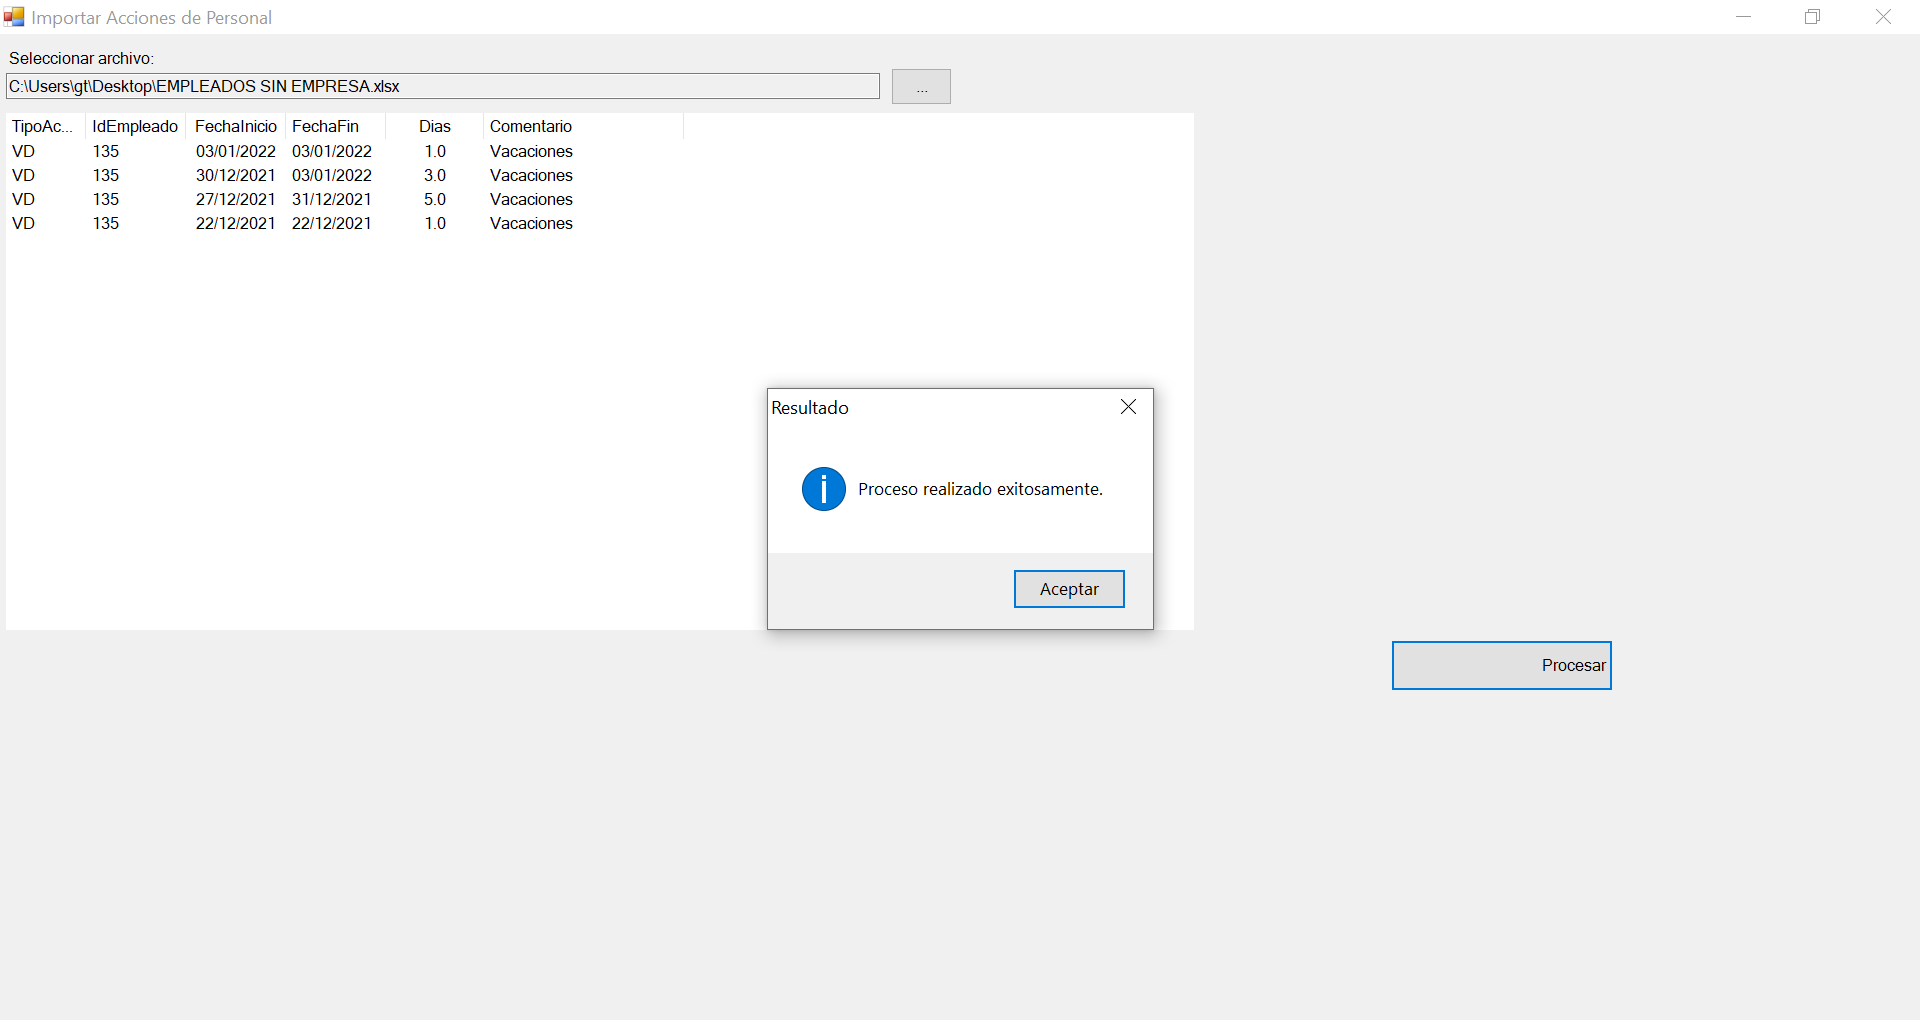 Importar Acciones de Personal
Seleccionar archivo:
C:\Users\gt\Desktop\EMPLEADOS SIN EMPRESA.xlsx ...
TipoAc... IdEmpleado FechaInicio FechaFin Dias Comentario
VD 135 03/01/2022 03/01/2022 1.0 Vacaciones
VD 135 30/12/2021 03/01/2022 3.0 Vacaciones
VD 135 27/12/2021 31/12/2021 5.0 Vacaciones
VD 135 22/12/2021 22/12/2021 1.0 Vacaciones
Resultado
Proceso realizado exitosamente.
Aceptar
Procesar